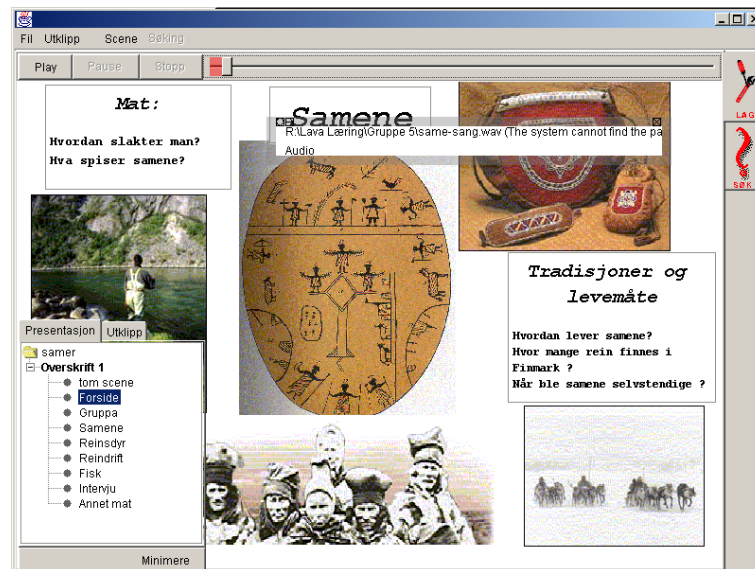 Fil Utklipp Scene Søking
Play Pause Stopp
LAG
SØK
Mat:
Hvordan slakter man?
Hva spiser samene?
Samene
R:\Lava Læring\Gruppe 5\same-sang.wav (The system cannot find the pa
Audio
Tradisjoner og
levemåte
Hvordan lever samene?
Hvor mange rein finnes i
Finmark ?
Når ble samene selvstendige ?
Presentasjon Utklipp
samer
Overskrift 1
tom scene
Forside
Gruppa
Samene
Reinsdyr
Reindrift
Fisk
Intervju
Annet mat
Minimere